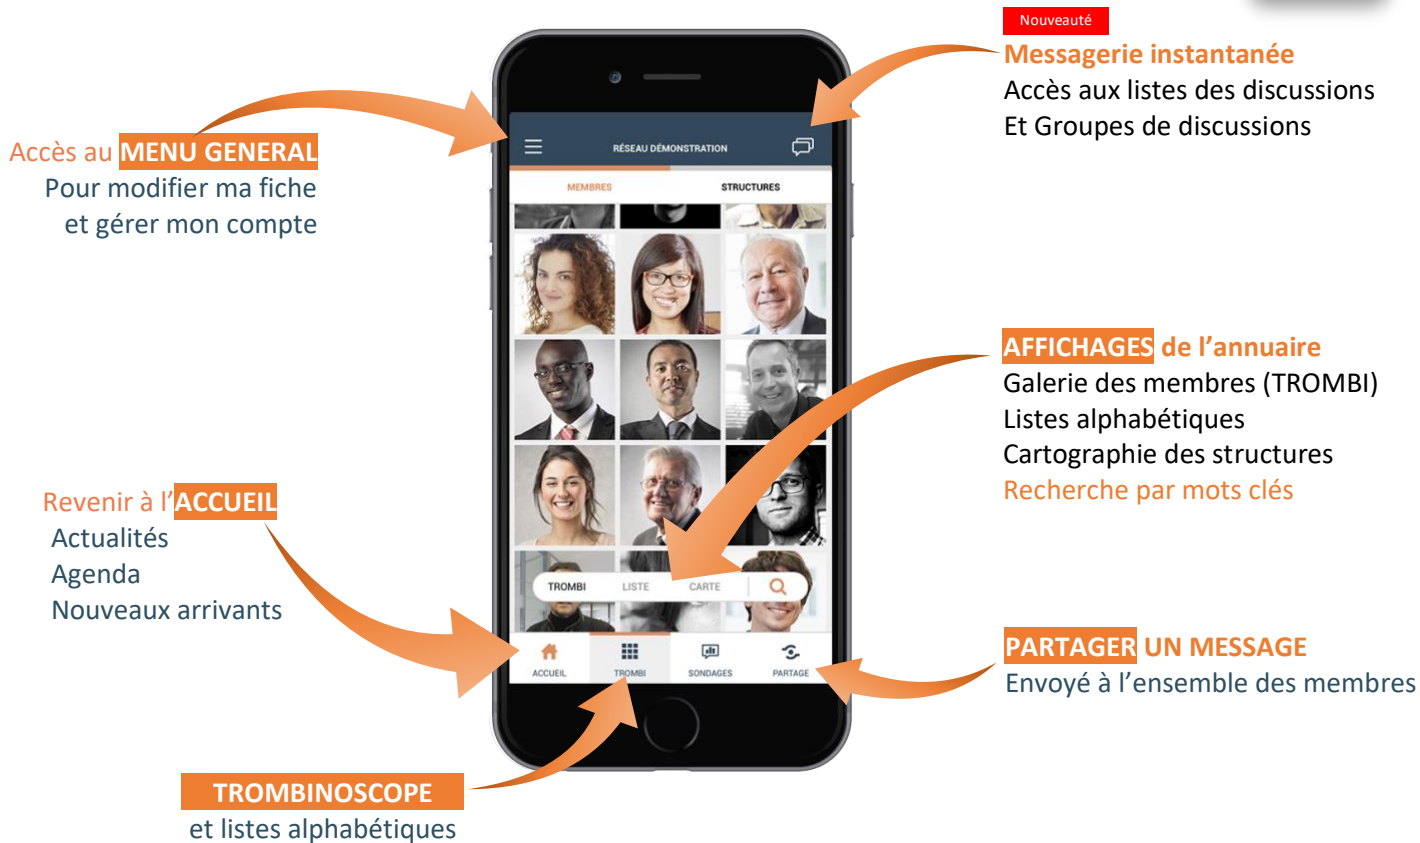 Nouveauté
Messagerie instantanée
Accès aux listes des discussions
Et Groupes de discussions
Accès au MENU GENERAL
Pour modifier ma fiche
et gérer mon compte
RÉSEAU DÉMONSTRATION
MEMBRES
STRUCTURES
AFFICHAGES de l’annuaire
Galerie des membres (TROMBI)
Listes alphabétiques
Cartographie des structures
Recherche par mots clés
Revenir à l’ACCUEIL
Actualités
Agenda
Nouveaux arrivants
TROMBI
LISTE
CARTE
ACCUEIL
TROMBI
SONDAGES
PARTAGE
PARTAGER UN MESSAGE
Envoyé à l’ensemble des membres
TROMBINOSCOPE
et listes alphabétiques